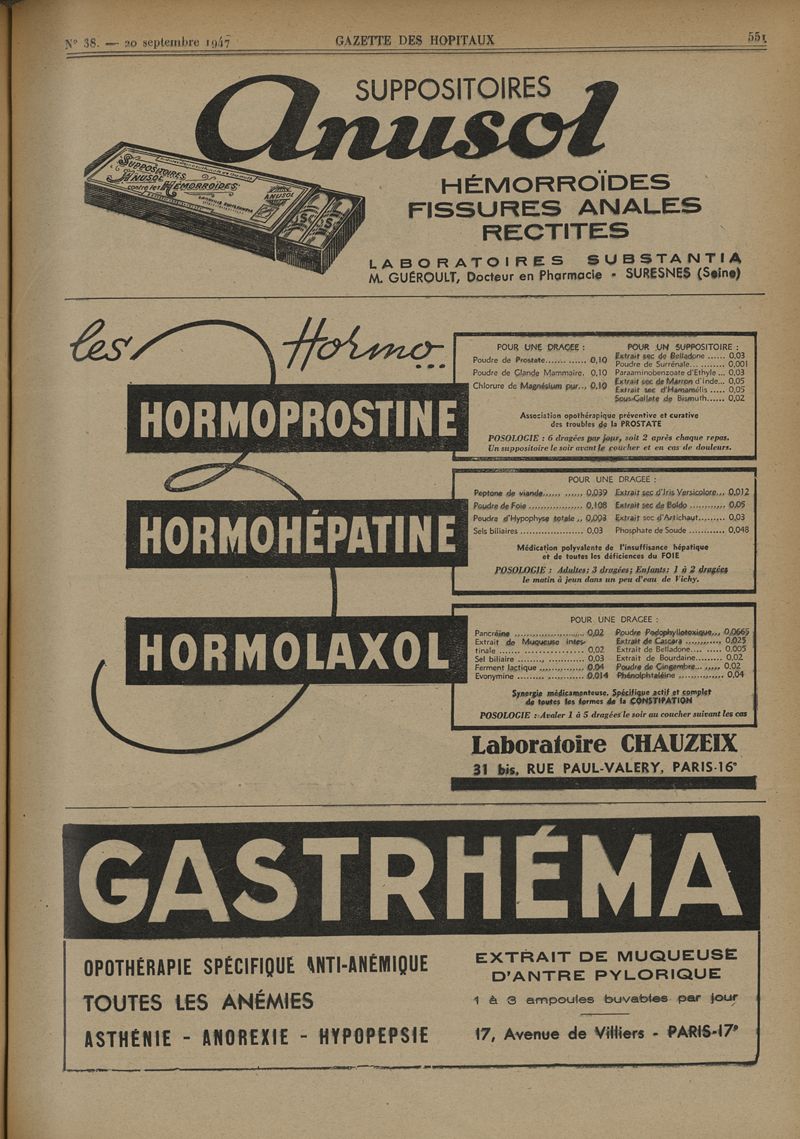 N° 38. — 20 septembre 1947
GAZETTE DES HOPITAUX
551
SUPPOSITOIRES
Anusol
SUPPOSITOIRES
ANUSOL
contre les HÉMORROÏDES
ANUSOL
HÉMORROÏDES
FISSURES ANALES
RECTITES
LABORATOIRES SUBSTANTIA
M. GUÉROULT, Docteur en Pharmacie - SURESNES (Seine)
les Hormo...
HORMOPROSTINE
POUR UNE DRAGEE :
Poudre de Prostate............. 0,10
Poudre de Glande Mammaire. 0,10
Chlorure de Magnésium pur... 0,10
POUR UN SUPPOSITOIRE :
Extrait sec de Belladone ...... 0,03
Poudre de Surrénale............ 0,001
Paraaminobenzoate d'Ethyle ... 0,03
Extrait sec de Marron d'inde... 0,05
Extrait sec d'Hamamélis ..... 0,05
Sous-Gallate de Bismuth...... 0,02
Association opothérapique préventive et curative
des troubles de la PROSTATE
POSOLOGIE : 6 dragées par jour, soit 2 après chaque repas.
Un suppositoire le soir avant le coucher et en cas de douleurs.
HORMOHÉPATINE
POUR UNE DRAGEE :
Peptone de viande............ 0,039
Poudre de Foie .................. 0,108
Poudre d'Hypophyse totale .. 0,003
Sels biliaires ...................... 0,03
Extrait sec d'Iris Versicolore... 0,012
Extrait sec de Boldo ............ 0,05
Extrait sec d'Artichaut......... 0,03
Phosphate de Soude ............ 0,048
Médication polyvalente de l'insuffisance hépatique
et de toutes les déficiences du FOIE
POSOLOGIE : Adultes: 3 dragées; Enfants: 1 à 2 dragées
le matin à jeun dans un peu d'eau de Vichy.
HORMOLAXOL
POUR UNE DRAGEE :
Pancréine ........................ 0,02
Extrait de Muqueuse intes-
tinale ............................ 0,02
Sel biliaire ....................... 0,03
Ferment lactique ............... 0,04
Evonymine ....................... 0,014
Poudre Podophyllotoxique... 0,0665
Extrait de Cascara ............ 0,025
Extrait de Belladone.......... 0,005
Extrait de Bourdaine......... 0,02
Poudre de Gingembre......... 0,02
Phénolphtaléine ................ 0,04
Synergie médicamenteuse. Spécifique actif et complet
de toutes les formes de la CONSTIPATION
POSOLOGIE : Avaler 1 à 5 dragées le soir au coucher suivant les cas
Laboratoire CHAUZEIX
31 bis, RUE PAUL-VALERY, PARIS-16e
GASTRHÉMA
OPOTHÉRAPIE SPÉCIFIQUE ANTI-ANÉMIQUE
TOUTES LES ANÉMIES
ASTHÉNIE - ANOREXIE - HYPOPEPSIE
EXTRAIT DE MUQUEUSE
D'ANTRE PYLORIQUE
1 à 3 ampoules buvables par jour
17, Avenue de Villiers - PARIS-17e